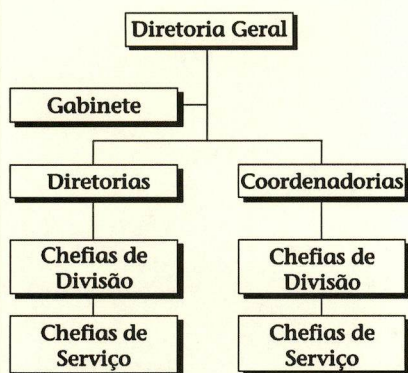 Diretoria Geral
Gabinete
Diretorias
Coordenadorias
Chefias de
Divisão
Chefias de
Divisão
Chefias de
Serviço
Chefias de
Serviço